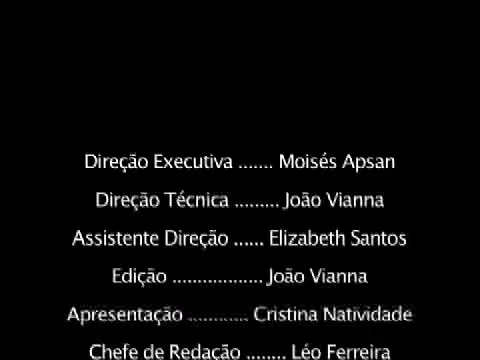 Direção Executiva ....... Moisés Apsan
Direção Técnica ......... João Vianna
Assistente Direção ...... Elizabeth Santos
Edição .................. João Vianna
Apresentação ............ Cristina Natividade
Chefe de Redação ........ Léo Ferreira